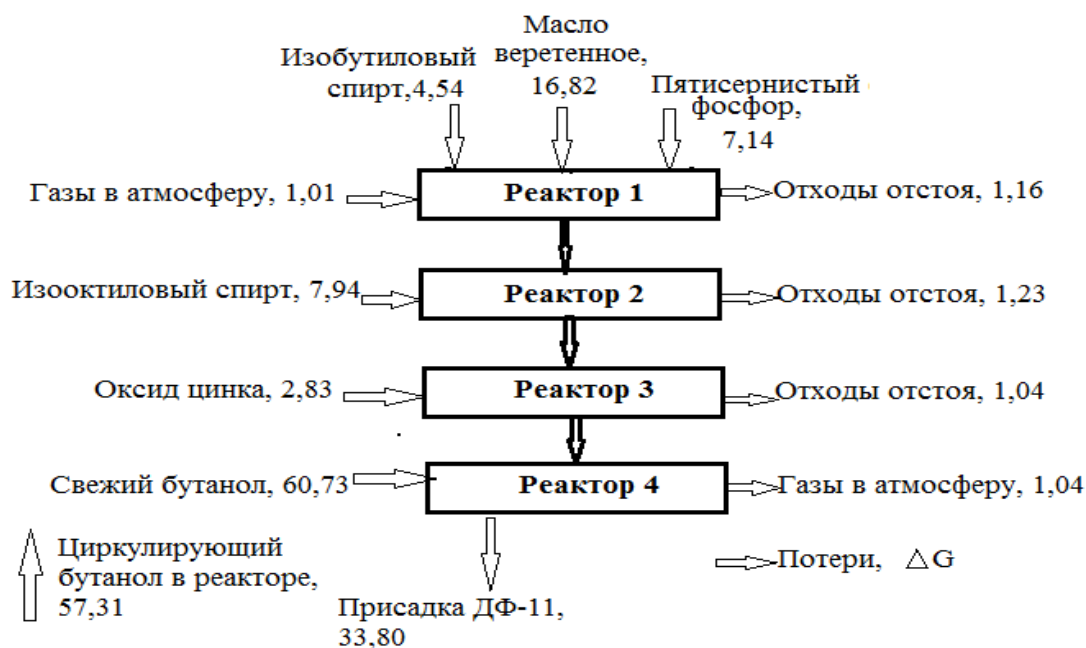 Масло
веретенное,
16,82
Изобутиловый
спирт,4,54
Пятисернистый
фосфор,
7,14
Газы в атмосферу, 1,01
Реактор 1
Отходы отстоя, 1,16
Изооктиловый спирт, 7,94
Реактор 2
Отходы отстоя, 1,23
Оксид цинка, 2,83
Реактор 3
Отходы отстоя, 1,04
Свежий бутанол, 60,73
Реактор 4
Газы в атмосферу, 1,04
Циркулирующий
бутанол в реакторе,
57,31
Потери, △G
Присадка ДФ-11,
33,80